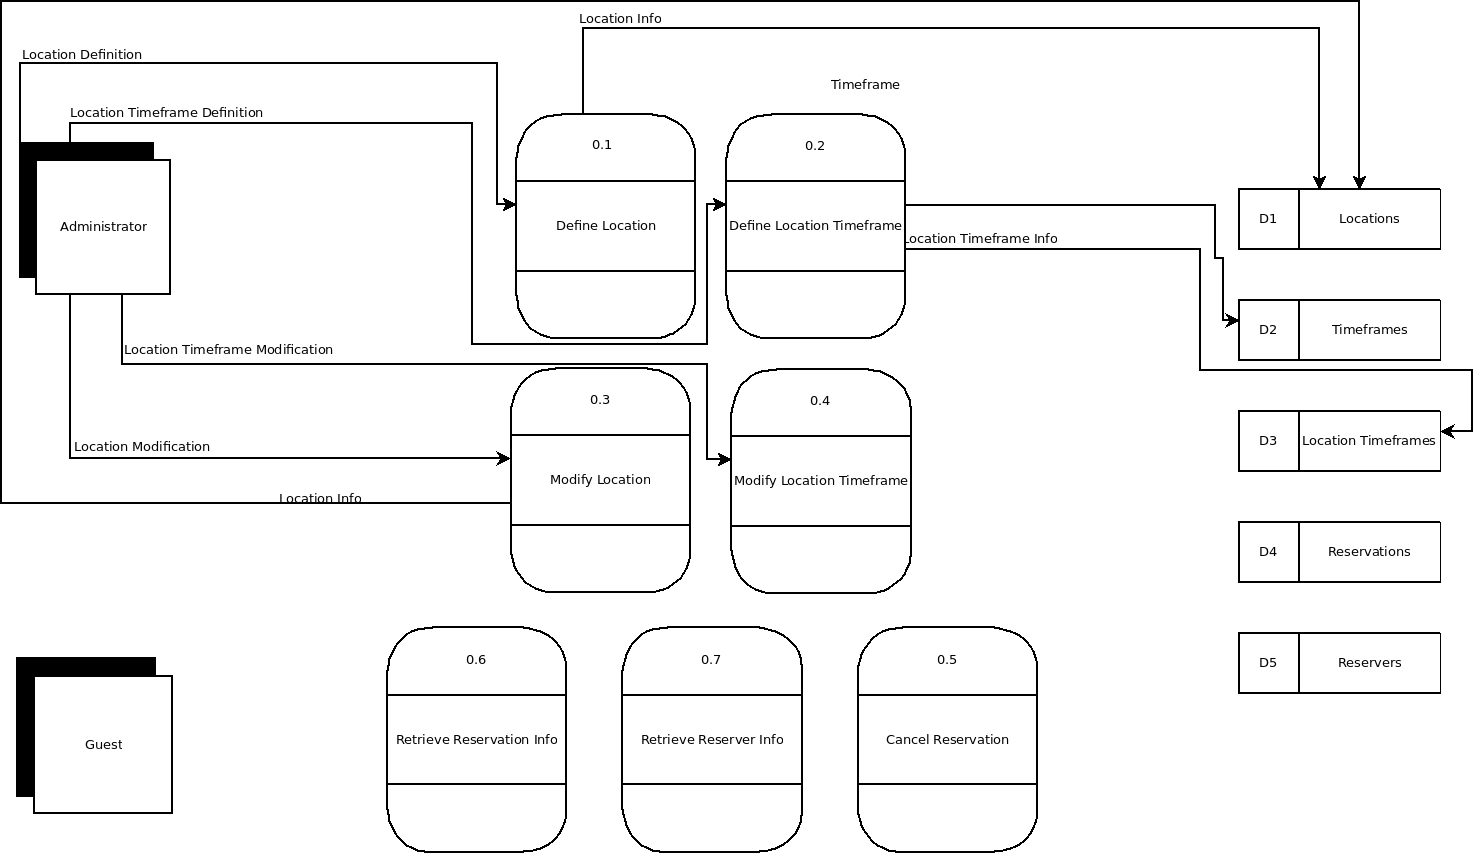 Location Info
Location Definition
Timeframe
Location Timeframe Definition
0.1
0.2
Administrator
Define Location
Define Location Timeframe
Location Timeframe Info
D1
Locations
D2
Timeframes
Location Timeframe Modification
0.3
0.4
Location Modification
Modify Location
Modify Location Timeframe
D3
Location Timeframes
Location Info
D4
Reservations
0.6
0.7
0.5
D5
Reservers
Guest
Retrieve Reservation Info
Retrieve Reserver Info
Cancel Reservation